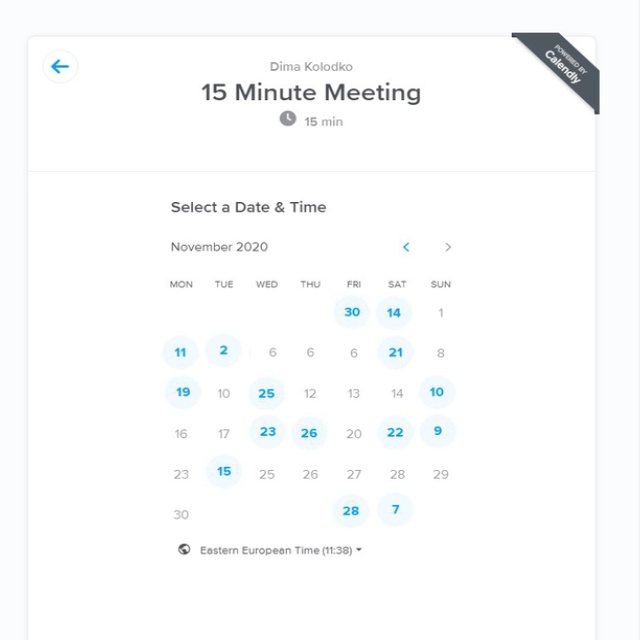 POWERED BY
Calendly
Dima Kolodko
15 Minute Meeting
15 min
Select a Date & Time
November 2020
MON TUE WED THU FRI SAT SUN
30 14 1
11 2 6 6 6 21 8
19 10 25 12 13 14 10
16 17 23 26 20 22 9
23 15 25 26 27 28 29
30 28 7
Eastern European Time (11:38)